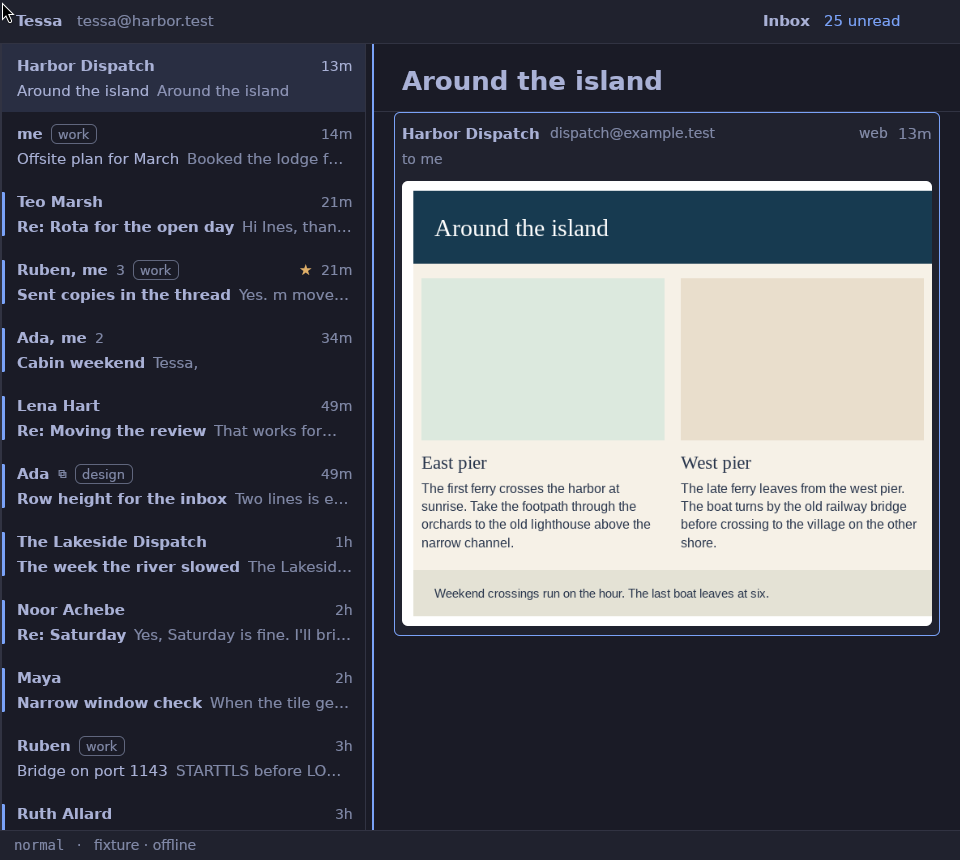 Tessa tessa@harbor.test Inbox 25 unread
Harbor Dispatch 13m
Around the island Around the island
me work 14m
Offsite plan for March Booked the lodge f...
Teo Marsh 21m
Re: Rota for the open day Hi Ines, than...
Ruben, me 3 work ★ 21m
Sent copies in the thread Yes. m move...
Ada, me 2 34m
Cabin weekend Tessa,
Lena Hart 49m
Re: Moving the review That works for...
Ada design 49m
Row height for the inbox Two lines is e...
The Lakeside Dispatch 1h
The week the river slowed The Lakesid...
Noor Achebe 2h
Re: Saturday Yes, Saturday is fine. I'll bri...
Maya 2h
Narrow window check When the tile ge...
Ruben work 3h
Bridge on port 1143 STARTTLS before LO...
Ruth Allard 3h
Around the island
Harbor Dispatch dispatch@example.test web 13m
to me
Around the island
East pier
The first ferry crosses the harbor at
sunrise. Take the footpath through the
orchards to the old lighthouse above the
narrow channel.
West pier
The late ferry leaves from the west pier.
The boat turns by the old railway bridge
before crossing to the village on the other
shore.
Weekend crossings run on the hour. The last boat leaves at six.
normal · fixture · offline